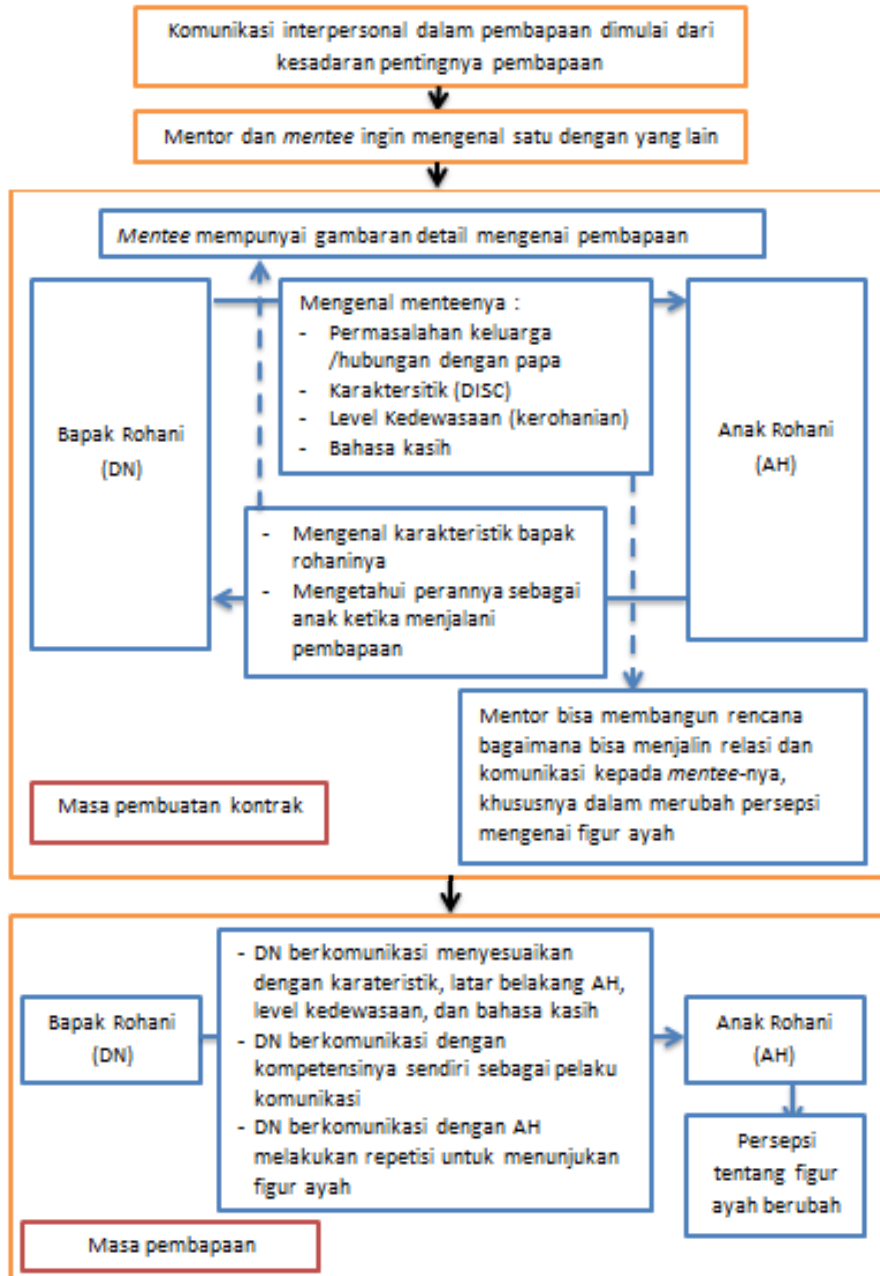 Komunikasi interpersonal dalam pembapaan dimulai dari
kesadaran pentingnya pembapaan
Mentor dan mentee ingin mengenal satu dengan yang lain
Mentee mempunyai gambaran detail mengenai pembapaan
Bapak Rohani
(DN)
Mengenal menteenya :
- Permasalahan keluarga
/hubungan dengan papa
- Karaktersitik (DISC)
- Level Kedewasaan (kerohanian)
- Bahasa kasih
Anak Rohani
(AH)
- Mengenal karakteristik bapak
rohaninya
- Mengetahui perannya sebagai
anak ketika menjalani
pembapaan
Mentor bisa membangun rencana
bagaimana bisa menjalin relasi dan
komunikasi kepada mentee-nya,
khususnya dalam merubah persepsi
mengenai figur ayah
Masa pembuatan kontrak
Bapak Rohani
(DN)
- DN berkomunikasi menyesuaikan
dengan karateristik, latar belakang AH,
level kedewasaan, dan bahasa kasih
- DN berkomunikasi dengan
kompetensinya sendiri sebagai pelaku
komunikasi
- DN berkomunikasi dengan AH
melakukan repetisi untuk menunjukan
figur ayah
Anak Rohani
(AH)
Persepsi
tentang figur
ayah berubah
Masa pembapaan